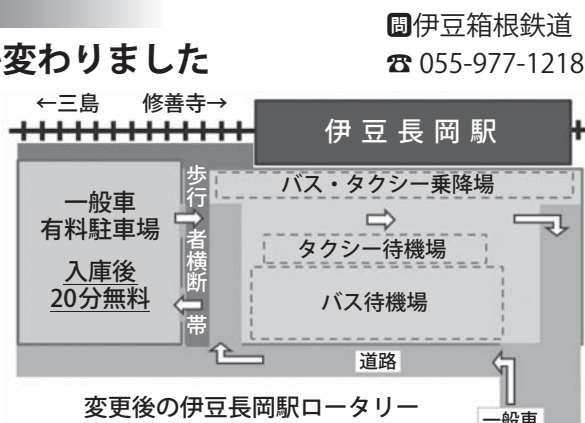 問伊豆箱根鉄道
変わりました
☎ 055-977-1218
←三島 修善寺→
伊豆長岡駅
バス・タクシー乗降場
一般車
有料駐車場
入庫後
20分無料
歩行者横断帯
タクシー待機場
バス待機場
道路
変更後の伊豆長岡駅ロータリー
一般車